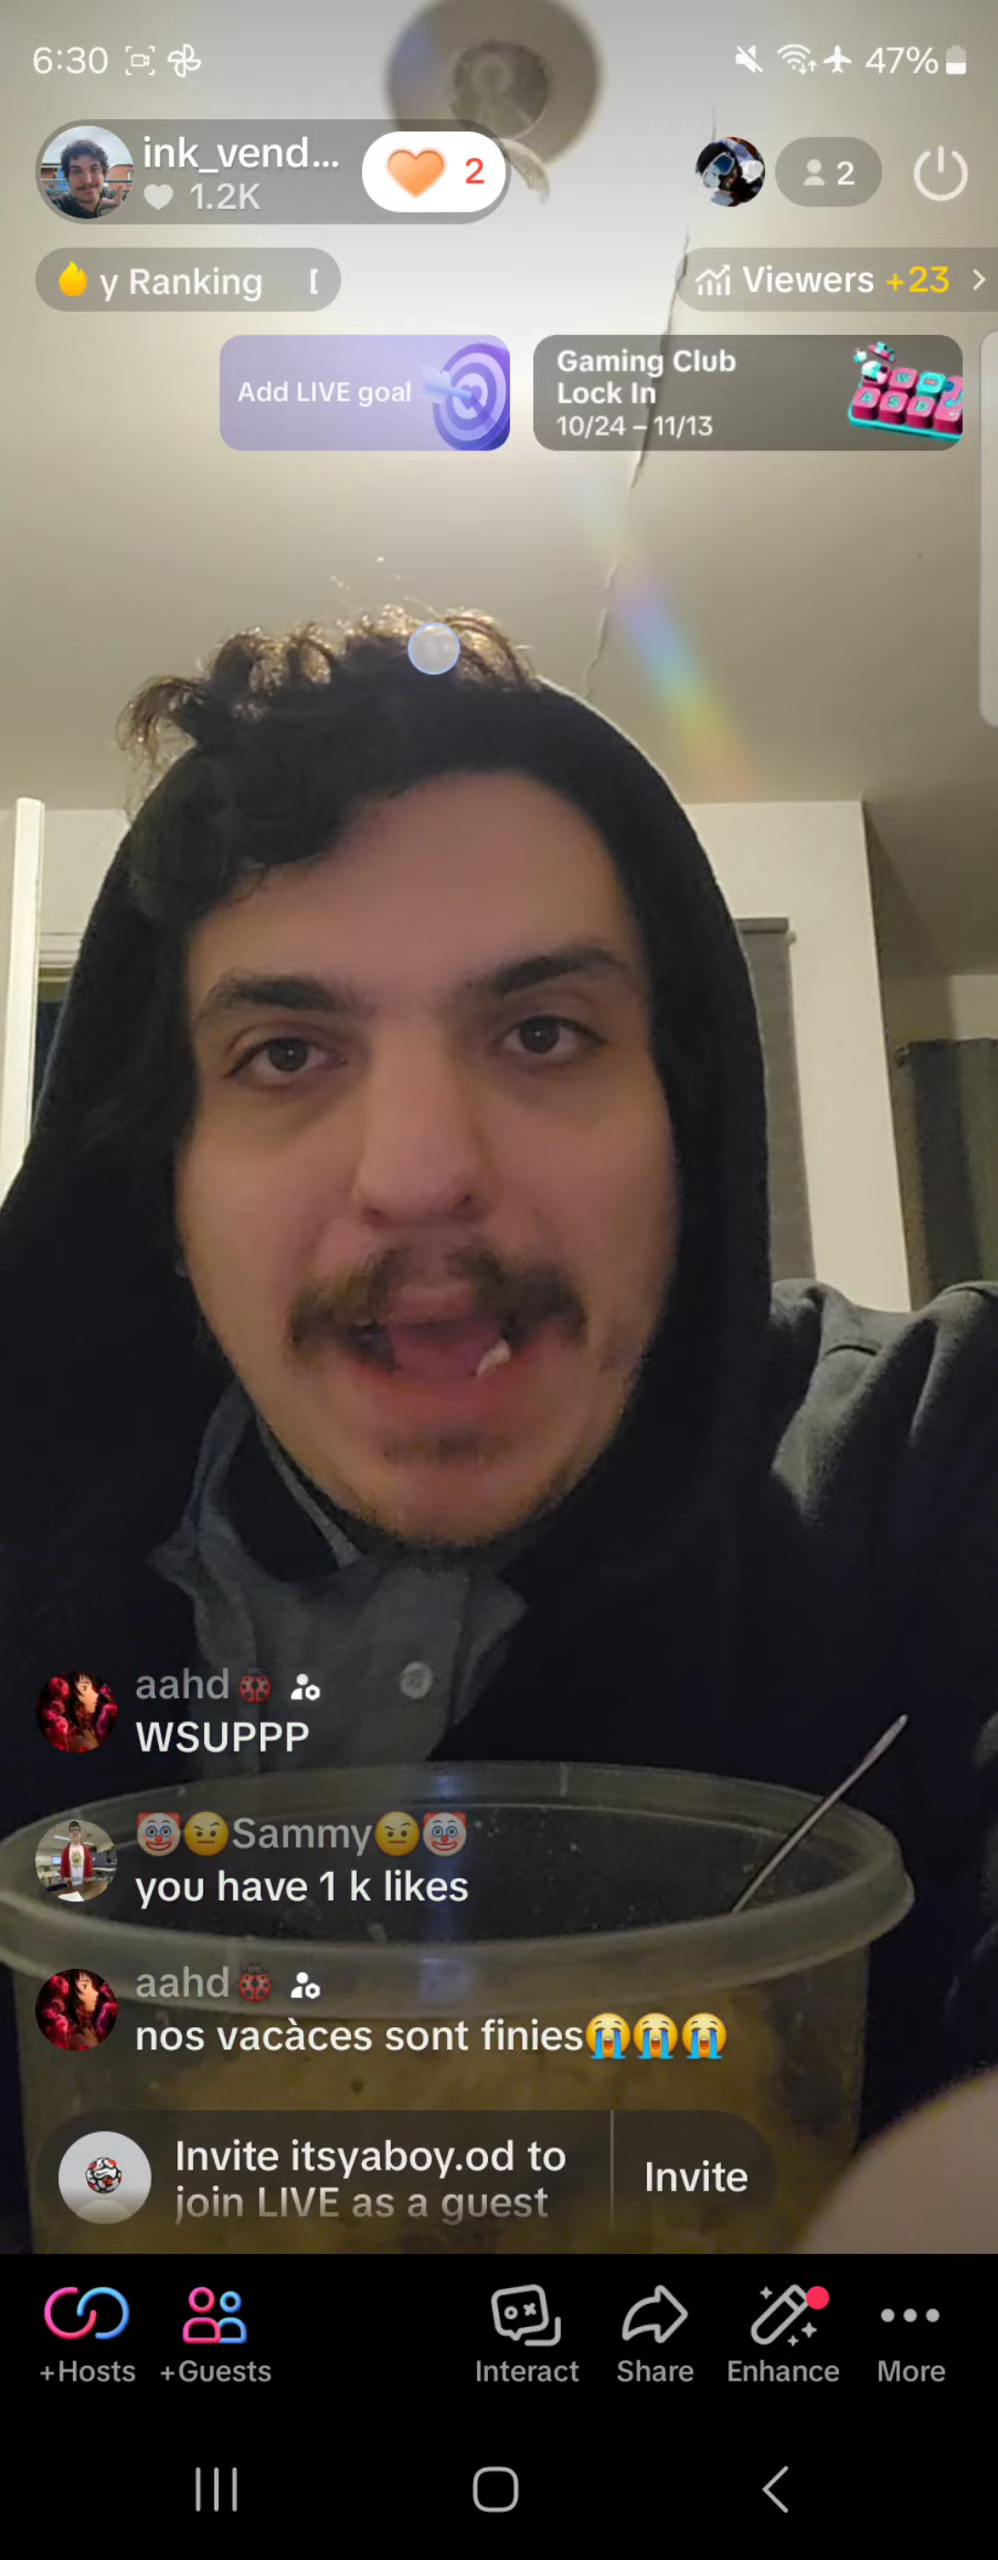 6:30
47%
ink_vend...
1.2K
2
2
y Ranking
Viewers +23
Add LIVE goal
Gaming Club
Lock In
10/24 – 11/13
aahd🐞
WSUPPP
🤡🤨Sammy🤨🤡
you have 1 k likes
aahd🐞
nos vacàces sont finies😭😭😭
Invite itsyaboy.od to
join LIVE as a guest
Invite
+Hosts
+Guests
Interact
Share
Enhance
More